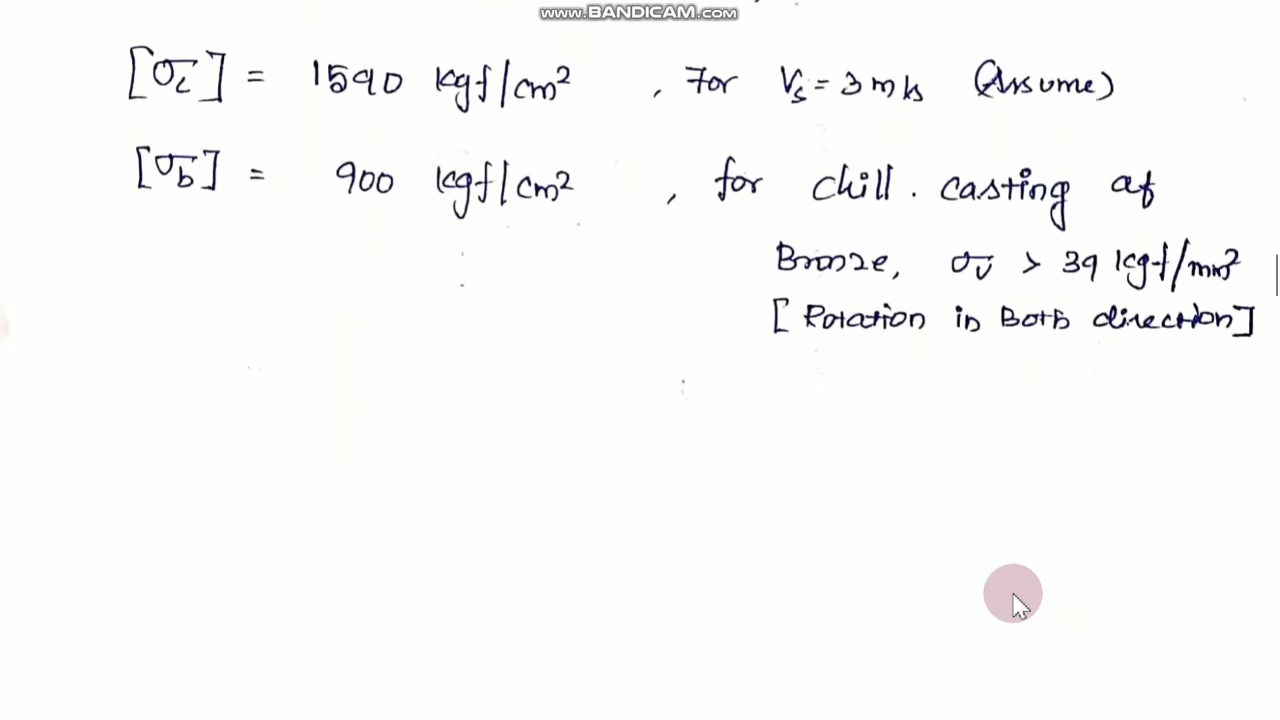 www.BANDICAM.com
[σc] = 1590 kgf/cm² , For Vs = 3 m/s (Assume)
[σb] = 900 kgf/cm² , for chill. casting of
Bronze, συ > 39 kgf/mm²
[Rotation in Both direction]